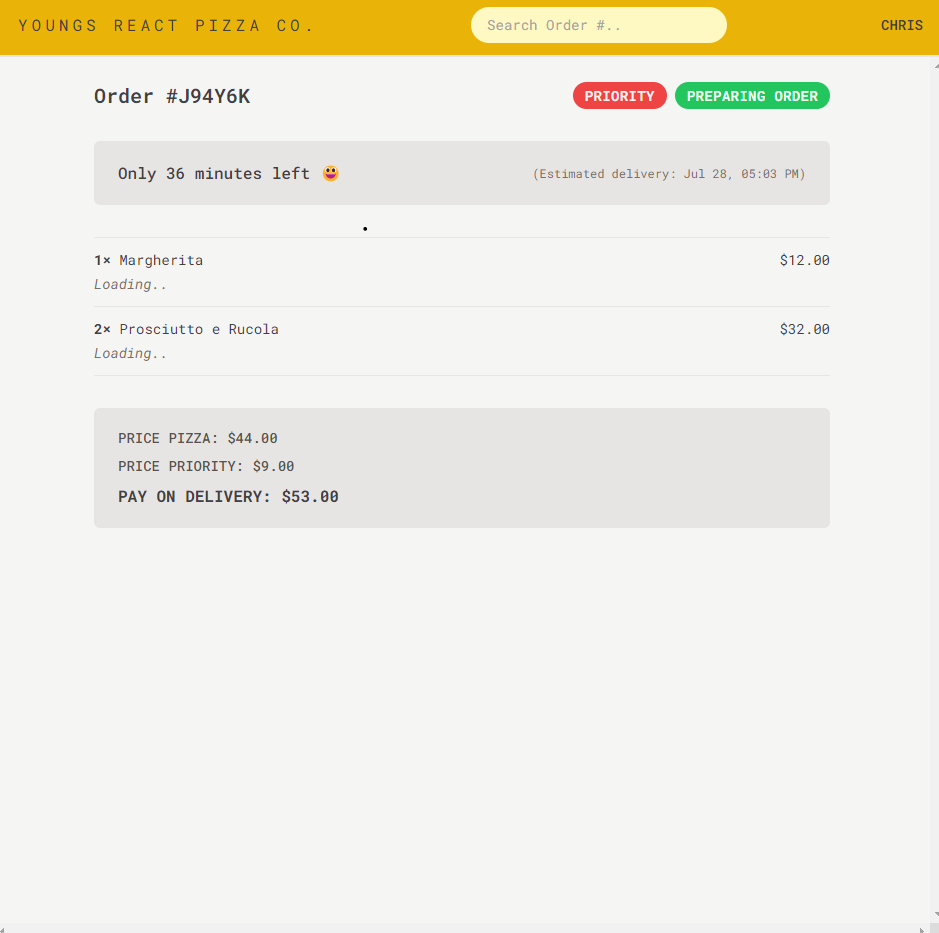 YOUNGS REACT PIZZA CO.
Search Order #..
CHRIS
Order #J94Y6K
PRIORITY
PREPARING ORDER
Only 36 minutes left 😃
(Estimated delivery: Jul 28, 05:03 PM)
1× Margherita
$12.00
Loading..
2× Prosciutto e Rucola
$32.00
Loading..
PRICE PIZZA: $44.00
PRICE PRIORITY: $9.00
PAY ON DELIVERY: $53.00